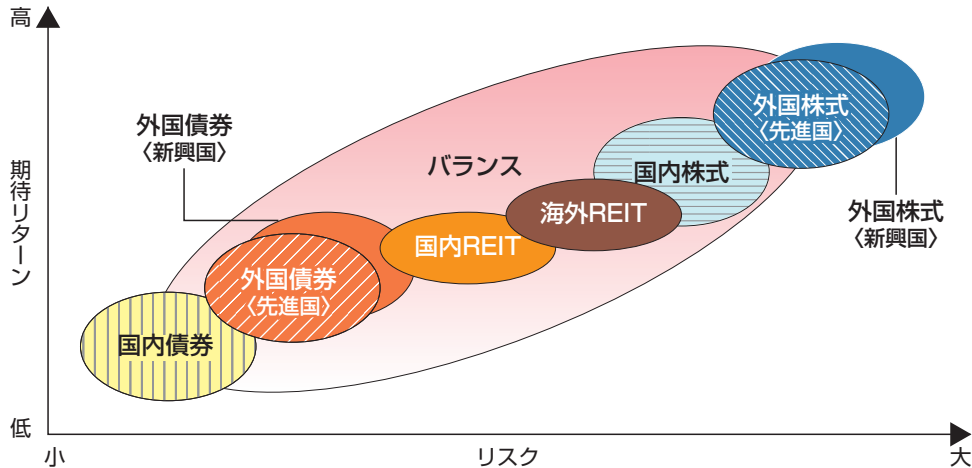 高
期待リターン
低
小
リスク
大
外国債券
〈新興国〉
バランス
外国株式
〈先進国〉
国内株式
海外REIT
国内REIT
外国株式
〈新興国〉
外国債券
〈先進国〉
国内債券